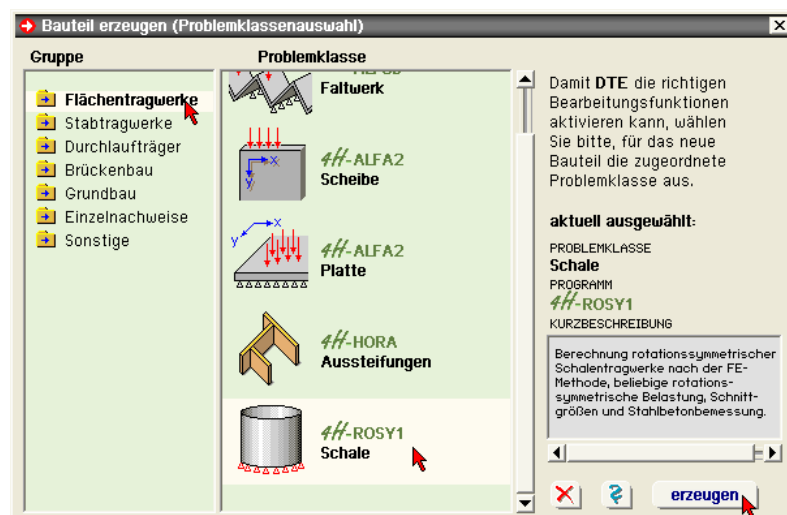 Bauteil erzeugen (Problemklassenauswahl)
Gruppe
Problemklasse
Flächentragwerke
Stabtragwerke
Durchlaufträger
Brückenbau
Grundbau
Einzelnachweise
Sonstige
Faltwerk
x
y
4H-ALFA2
Scheibe
x
y
4H-ALFA2
Platte
4H-HORA
Aussteifungen
4H-ROSY1
Schale
Damit DTE die richtigen
Bearbeitungsfunktionen
aktivieren kann, wählen
Sie bitte, für das neue
Bauteil die zugeordnete
Problemklasse aus.
aktuell ausgewählt:
PROBLEMKLASSE
Schale
PROGRAMM
4H-ROSY1
KURZBESCHREIBUNG
Berechnung rotationssymmetrischer
Schalentragwerke nach der FE-
Methode, beliebige rotations-
symmetrische Belastung, Schnitt-
größen und Stahlbetonbemessung.
erzeugen